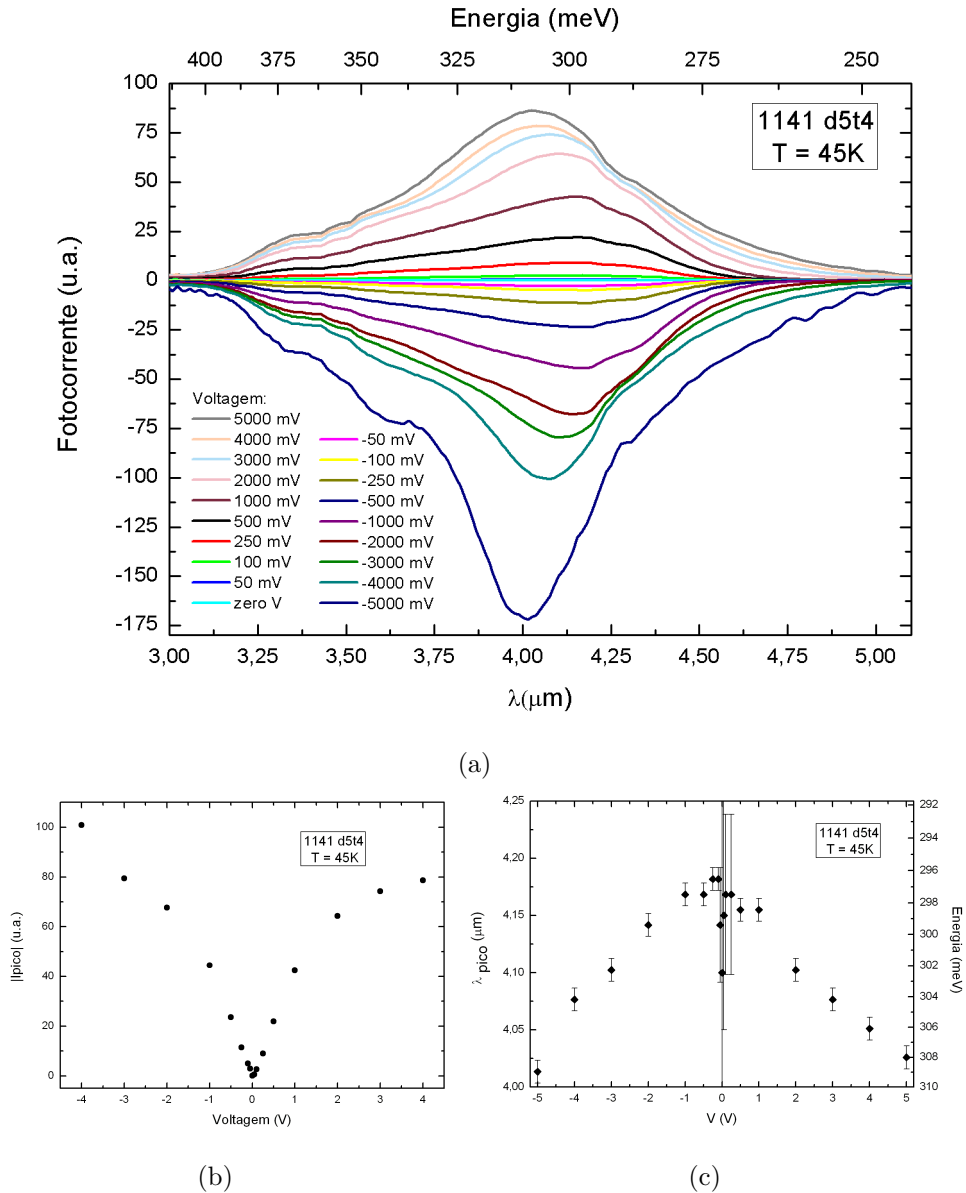 Energia (meV)
400 375 350 325 300 275 250
1141 d5t4
T = 45K
Fotocorrente (u.a.)
100
75
50
25
0
-25
-50
-75
-100
-125
-150
-175
Voltagem:
5000 mV
4000 mV -50 mV
3000 mV -100 mV
2000 mV -250 mV
1000 mV -500 mV
500 mV -1000 mV
250 mV -2000 mV
100 mV -3000 mV
50 mV -4000 mV
zero V -5000 mV
3,00 3,25 3,50 3,75 4,00 4,25 4,50 4,75 5,00
λ(μm)
(a)
|Ipico| (u.a.)
100
80
60
40
20
0
1141 d5t4
T = 45K
-4 -3 -2 -1 0 1 2 3 4
Voltagem (V)
(b)
λ pico (μm)
4,25
4,20
4,15
4,10
4,05
4,00
1141 d5t4
T = 45K
292
294
296
298
300
302
304
306
308
310
Energia (meV)
-5 -4 -3 -2 -1 0 1 2 3 4 5
V (V)
(c)